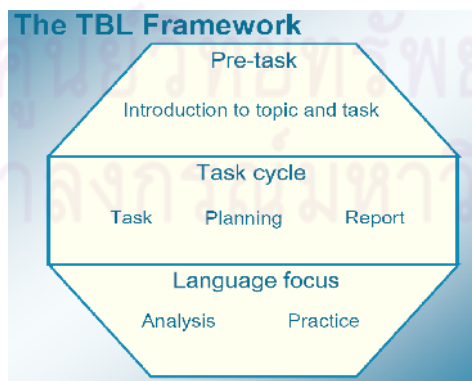 The TBL Framework
Pre-task
Introduction to topic and task
Task cycle
Task Planning Report
Language focus
Analysis Practice